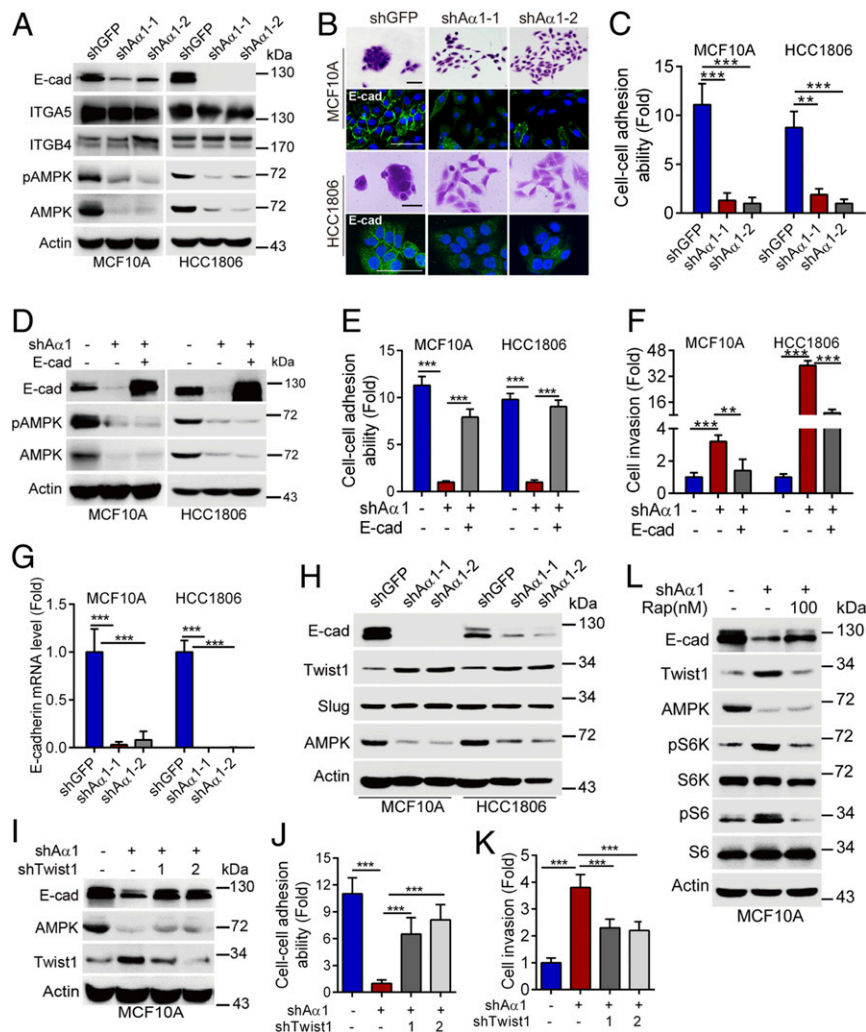 A
shGFP shAα1-1 shAα1-2 shGFP shAα1-1 shAα1-2 kDa
E-cad 130
ITGA5 130
ITGB4 170
pAMPK 72
AMPK 72
Actin 43
MCF10A HCC1806
B
shGFP shAα1-1 shAα1-2
MCF10A
E-cad
HCC1806
E-cad
C
MCF10A HCC1806
Cell-cell adhesion ability (Fold)
15
10
5
0
*** *** ** ***
shGFP shAα1-1 shAα1-2 shGFP shAα1-1 shAα1-2
D
shAα1 - + + - + +
E-cad - - + - - + kDa
E-cad 130
pAMPK 72
AMPK 72
Actin 43
MCF10A HCC1806
E
MCF10A HCC1806
Cell-cell adhesion ability (Fold)
15
10
5
0
*** *** *** ***
shAα1 - + + - + +
E-cad - - + - - +
F
MCF10A HCC1806
Cell invasion (Fold)
48
32
16
4
2
0
*** ** *** ***
shAα1 - + + - + +
E-cad - - + - - +
G
MCF10A HCC1806
E-cadherin mRNA level (Fold)
1.0
0.5
0.0
*** *** *** ***
shGFP shAα1-1 shAα1-2 shGFP shAα1-1 shAα1-2
H
shGFP shAα1-1 shAα1-2 shGFP shAα1-1 shAα1-2 kDa
E-cad 130
Twist1 34
Slug 34
AMPK 72
Actin 43
MCF10A HCC1806
I
shAα1 - + + +
shTwist1 - - 1 2 kDa
E-cad 130
AMPK 72
Twist1 34
Actin 43
MCF10A
J
Cell-cell adhesion ability (Fold)
15
12
9
6
3
0
*** *** ***
shAα1 - + + +
shTwist1 - - 1 2
K
Cell invasion (Fold)
5
4
3
2
1
0
*** *** ***
shAα1 - + + +
shTwist1 - - 1 2
L
shAα1 - + +
Rap(nM) - - 100 kDa
E-cad 130
Twist1 34
AMPK 72
pS6K 72
S6K 72
pS6 34
S6 34
Actin 43
MCF10A